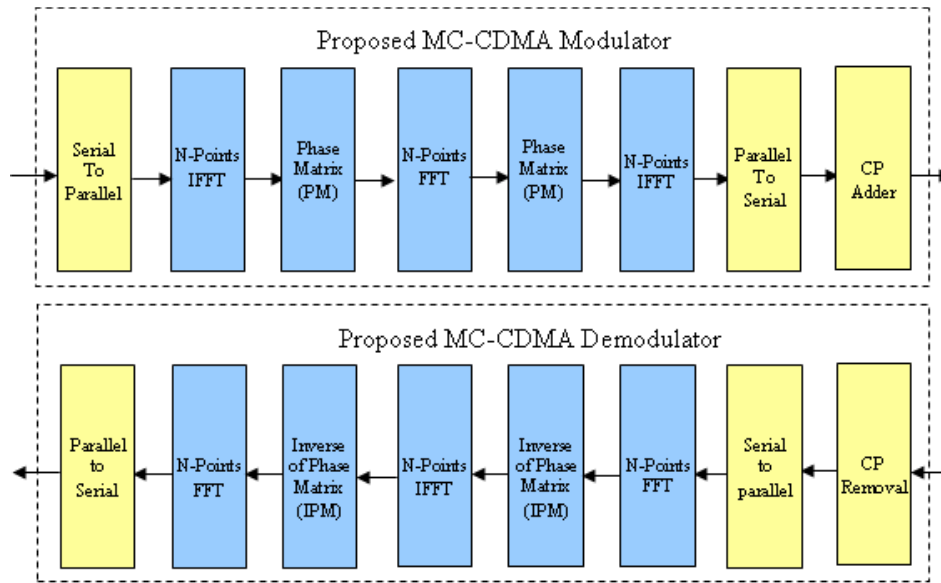 Proposed MC-CDMA Modulator
Serial
To
Parallel
N-Points
IFFT
Phase
Matrix
(PM)
N-Points
FFT
Phase
Matrix
(PM)
N-Points
IFFT
Parallel
To
Serial
CP
Adder
Proposed MC-CDMA Demodulator
Parallel
to
Serial
N-Points
FFT
Inverse
of Phase
Matrix
(IPM)
N-Points
IFFT
Inverse
of Phase
Matrix
(IPM)
N-Points
FFT
Serial
to
parallel
CP
Removal